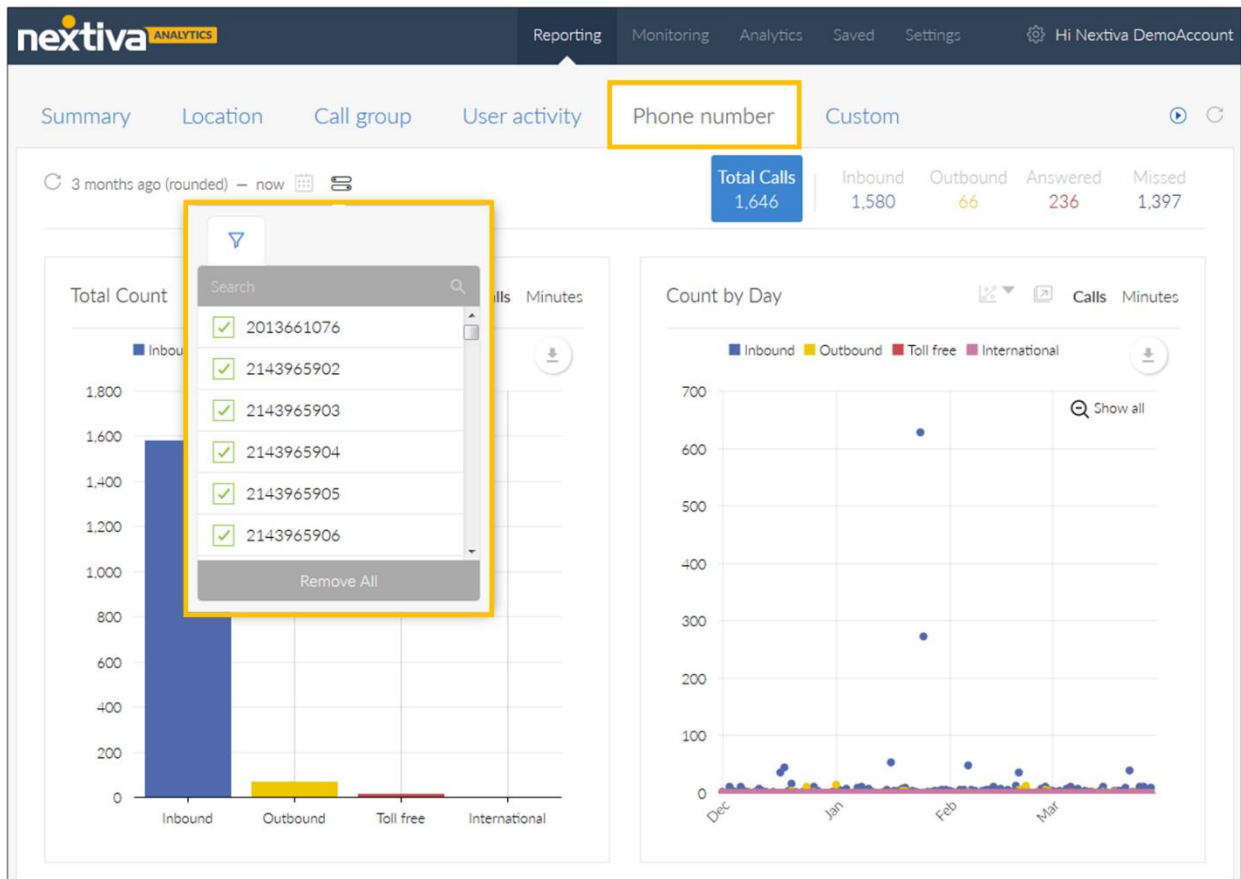 nextiva ANALYTICS
Reporting Monitoring Analytics Saved Settings Hi Nextiva DemoAccount
Summary Location Call group User activity Phone number Custom
3 months ago (rounded) – now
Total Calls Inbound Outbound Answered Missed
1,646 1,580 66 236 1,397
Search
2013661076
2143965902
2143965903
2143965904
2143965905
2143965906
Remove All
Total Count Minutes
1,800
1,600
1,400
1,200
1,000
800
600
400
200
0
Inbound Outbound Toll free International
Count by Day Calls Minutes
Inbound Outbound Toll free International
Show all
700
600
500
400
300
200
100
0
Dec Jan Feb Mar